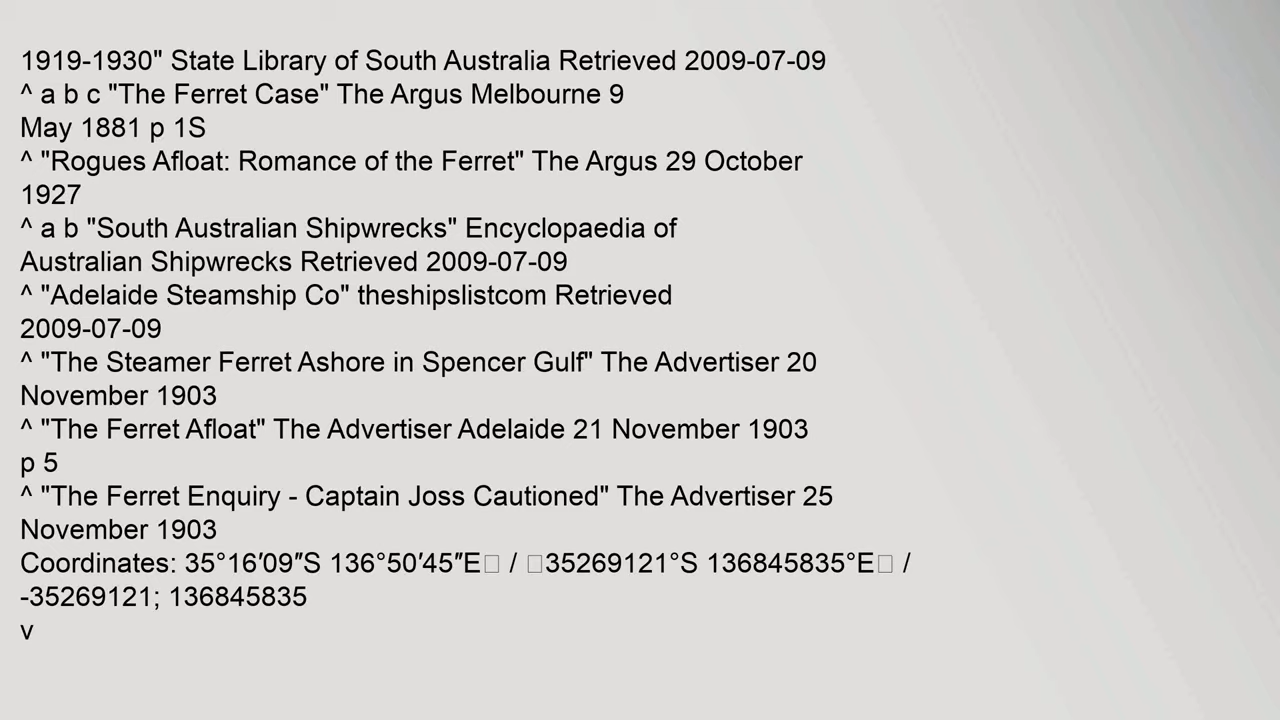 1919-1930" State Library of South Australia Retrieved 2009-07-09
^ a b c "The Ferret Case" The Argus Melbourne 9
May 1881 p 1S
^ "Rogues Afloat: Romance of the Ferret" The Argus 29 October
1927
^ a b "South Australian Shipwrecks" Encyclopaedia of
Australian Shipwrecks Retrieved 2009-07-09
^ "Adelaide Steamship Co" theshipslistcom Retrieved
2009-07-09
^ "The Steamer Ferret Ashore in Spencer Gulf" The Advertiser 20
November 1903
^ "The Ferret Afloat" The Advertiser Adelaide 21 November 1903
p 5
^ "The Ferret Enquiry - Captain Joss Cautioned" The Advertiser 25
November 1903
Coordinates: 35°16′09″S 136°50′45″E□ / □35269121°S 136845835°E□ /
-35269121; 136845835
v